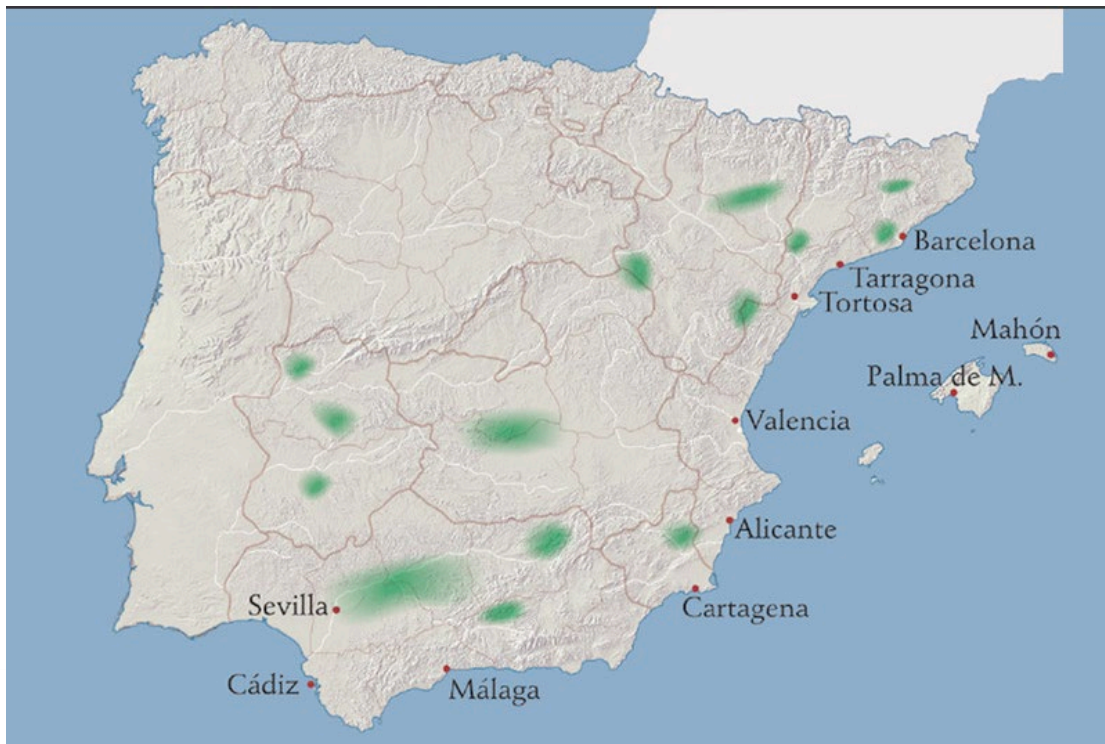 Barcelona
Tarragona
Tortosa
Mahón
Palma de M.
Valencia
Alicante
Sevilla
Cartagena
Cádiz
Málaga